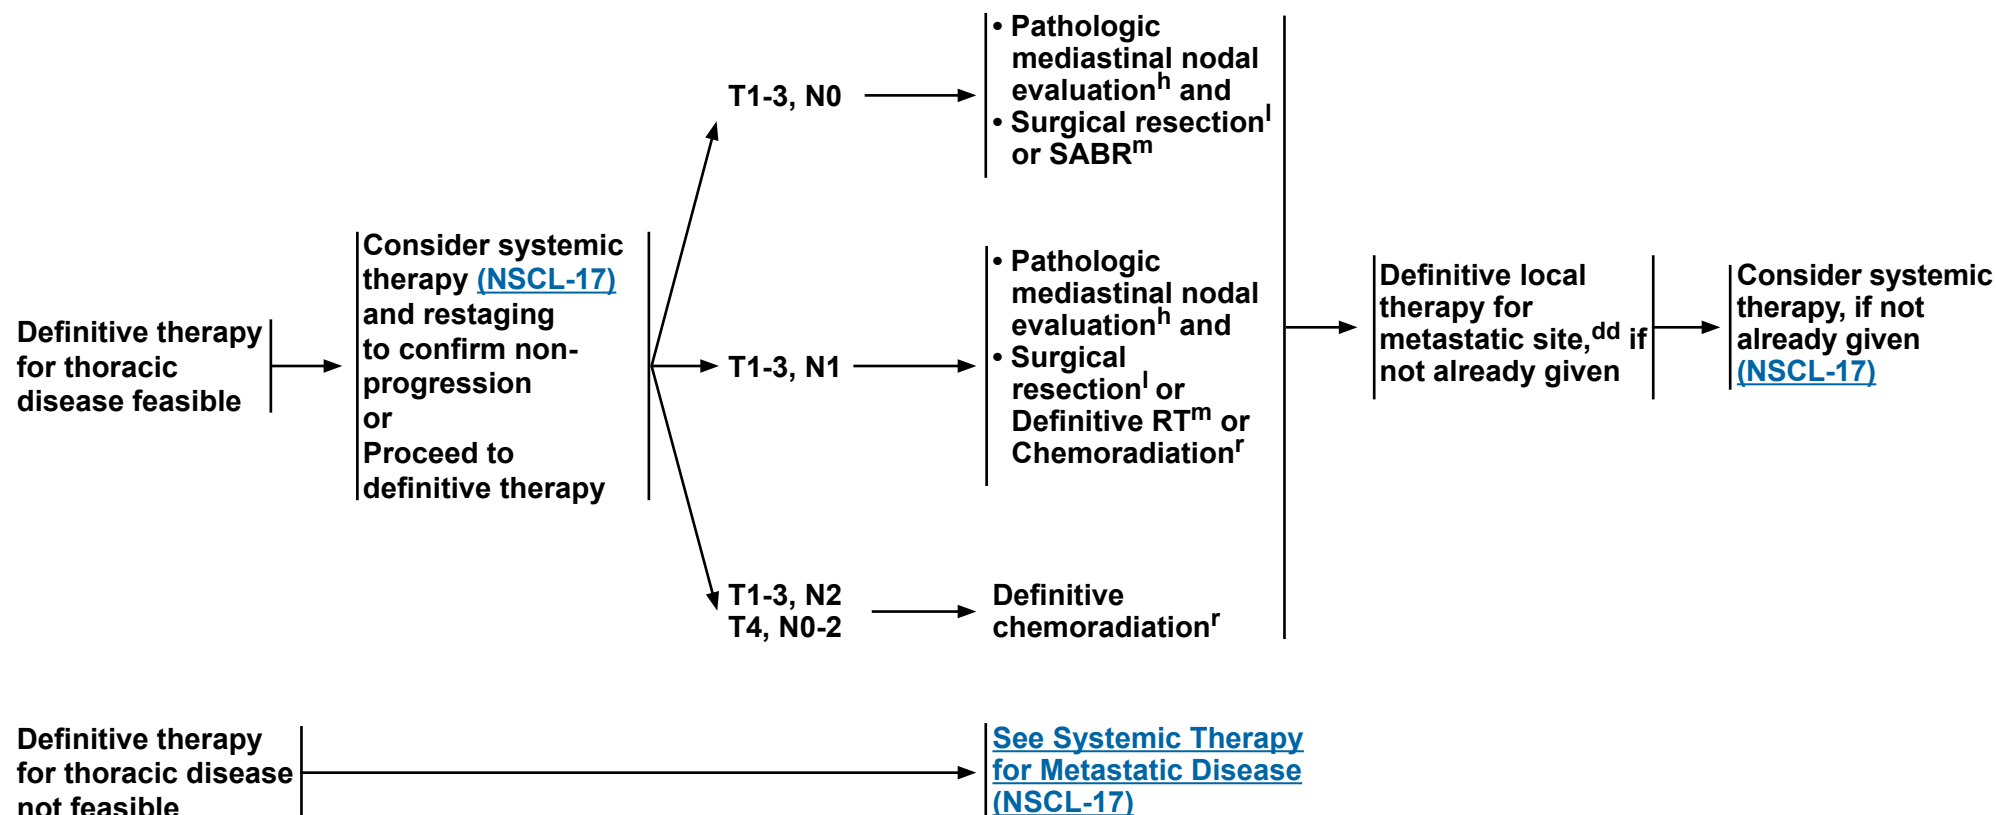 Definitive therapy
for thoracic
disease feasible
Consider systemic
therapy (NSCL-17)
and restaging
to confirm non-
progression
or
Proceed to
definitive therapy
T1-3, N0
• Pathologic
mediastinal nodal
evaluationʰ and
• Surgical resectionˡ
or SABRᵐ
T1-3, N1
• Pathologic
mediastinal nodal
evaluationʰ and
• Surgical
resectionˡ or
Definitive RTᵐ or
Chemoradiationʳ
T1-3, N2
T4, N0-2
Definitive
chemoradiationʳ
Definitive local
therapy for
metastatic site,ᵈᵈ if
not already given
Consider systemic
therapy, if not
already given
(NSCL-17)
Definitive therapy
for thoracic disease
not feasible
See Systemic Therapy
for Metastatic Disease
(NSCL-17)